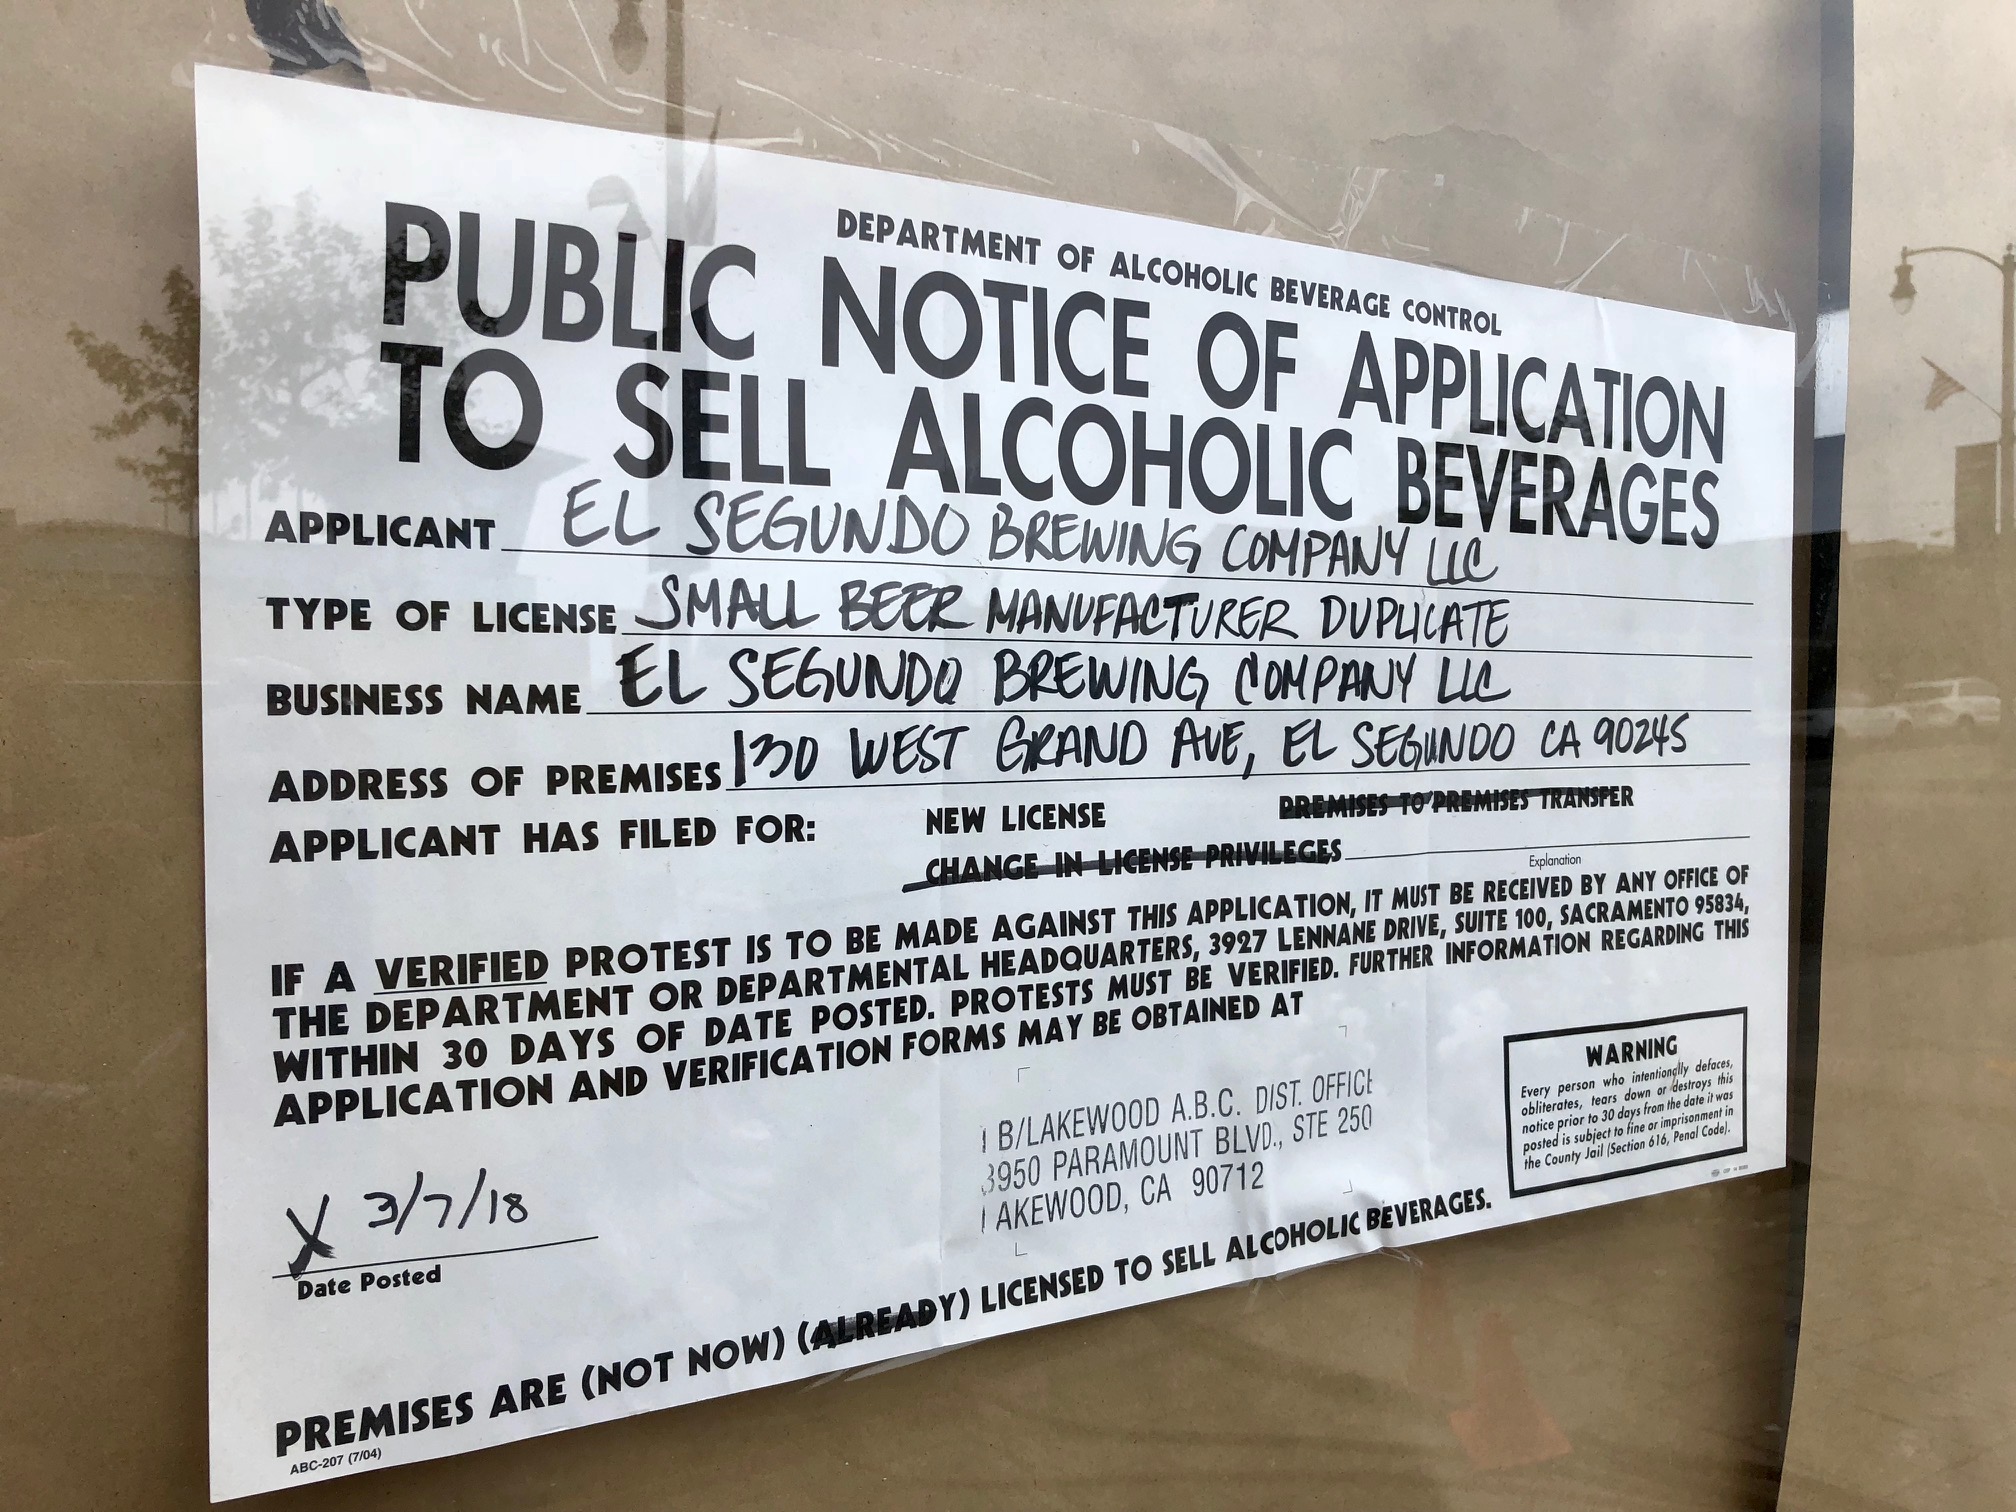 DEPARTMENT OF ALCOHOLIC BEVERAGE CONTROL
PUBLIC NOTICE OF APPLICATION
TO SELL ALCOHOLIC BEVERAGES
APPLICANT EL SEGUNDO BREWING COMPANY LLC
TYPE OF LICENSE SMALL BEER MANUFACTURER DUPLICATE
BUSINESS NAME EL SEGUNDO BREWING COMPANY LLC
ADDRESS OF PREMISES 130 WEST GRAND AVE, EL SEGUNDO CA 90245
APPLICANT HAS FILED FOR: NEW LICENSE PREMISES TO PREMISES TRANSFER
CHANGE IN LICENSE PRIVILEGES
Explanation
IF A VERIFIED PROTEST IS TO BE MADE AGAINST THIS APPLICATION, IT MUST BE RECEIVED BY ANY OFFICE OF
THE DEPARTMENT OR DEPARTMENTAL HEADQUARTERS, 3927 LENNANE DRIVE, SUITE 100, SACRAMENTO 95834,
WITHIN 30 DAYS OF DATE POSTED. PROTESTS MUST BE VERIFIED. FURTHER INFORMATION REGARDING THIS
APPLICATION AND VERIFICATION FORMS MAY BE OBTAINED AT
B/LAKEWOOD A.B.C. DIST. OFFICE
3950 PARAMOUNT BLVD., STE 250
AKEWOOD, CA 90712
WARNING
Every person who intentionally defaces,
obliterates, tears down or destroys this
notice prior to 30 days from the date it was
posted is subject to fine or imprisonment in
the County Jail (Section 616, Penal Code).
X 3/7/18
Date Posted
PREMISES ARE (NOT NOW) (ALREADY) LICENSED TO SELL ALCOHOLIC BEVERAGES.
ABC-207 (7/04)